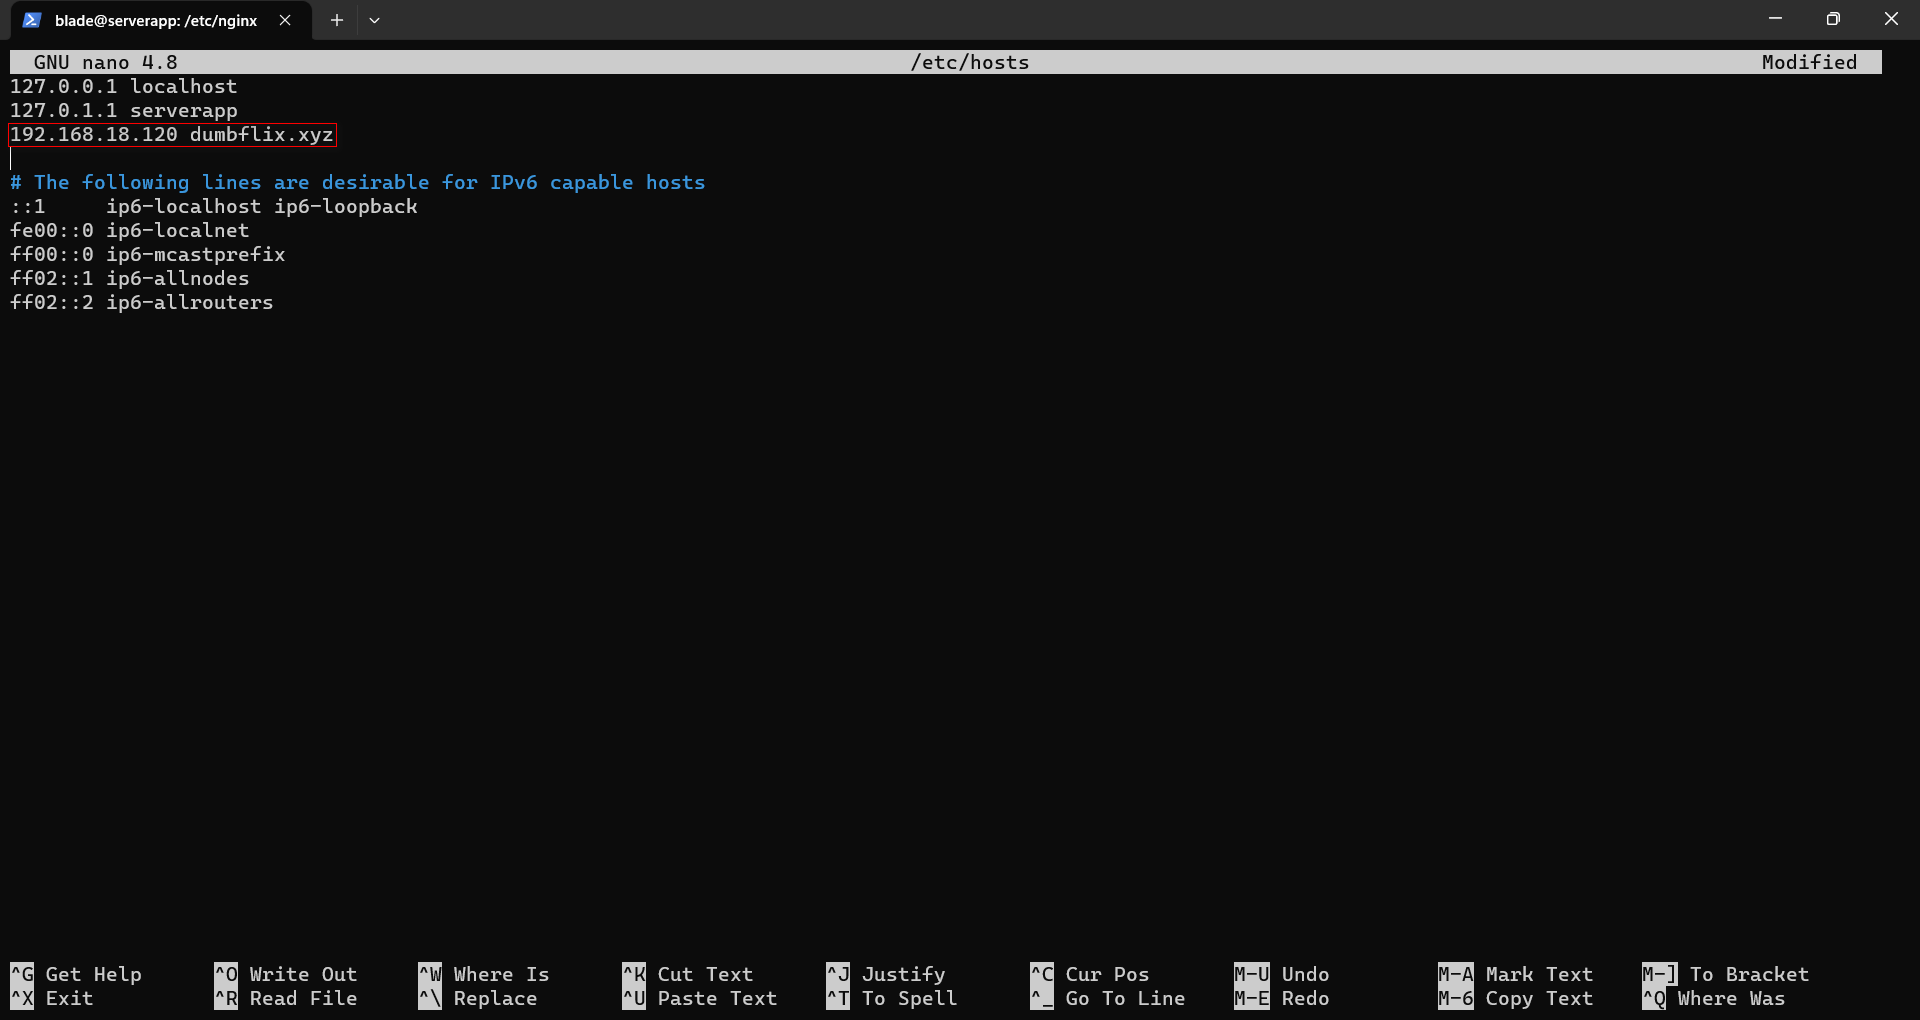 blade@serverapp: /etc/nginx
GNU nano 4.8 /etc/hosts Modified
127.0.0.1 localhost
127.0.1.1 serverapp
192.168.18.120 dumbflix.xyz
# The following lines are desirable for IPv6 capable hosts
::1 ip6-localhost ip6-loopback
fe00::0 ip6-localnet
ff00::0 ip6-mcastprefix
ff02::1 ip6-allnodes
ff02::2 ip6-allrouters
^G Get Help ^O Write Out ^W Where Is ^K Cut Text ^J Justify ^C Cur Pos M-U Undo M-A Mark Text M-] To Bracket
^X Exit ^R Read File ^\ Replace ^U Paste Text ^T To Spell ^_ Go To Line M-E Redo M-6 Copy Text ^Q Where Was